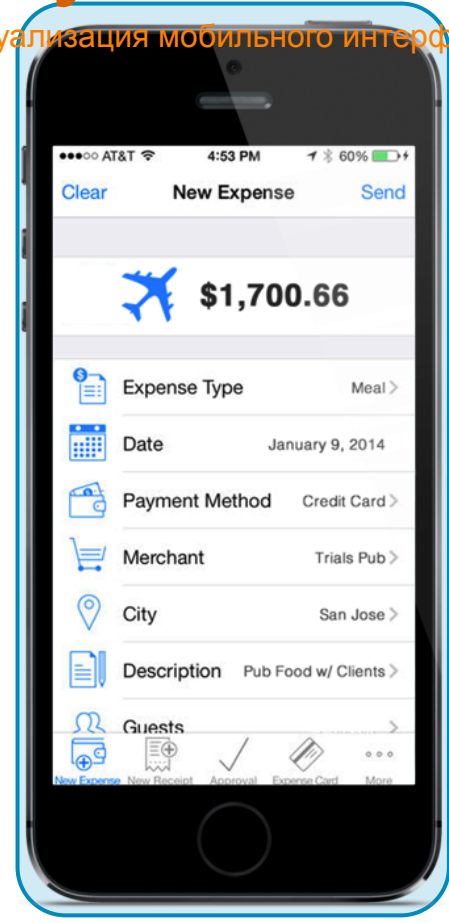 уализация мобильного интерф
AT&T 4:53 PM 60%
Clear New Expense Send
$1,700.66
Expense Type Meal
Date January 9, 2014
Payment Method Credit Card
Merchant Trials Pub
City San Jose
Description Pub Food w/ Clients
Guests
New Expense New Receipt Approval Expense Card More